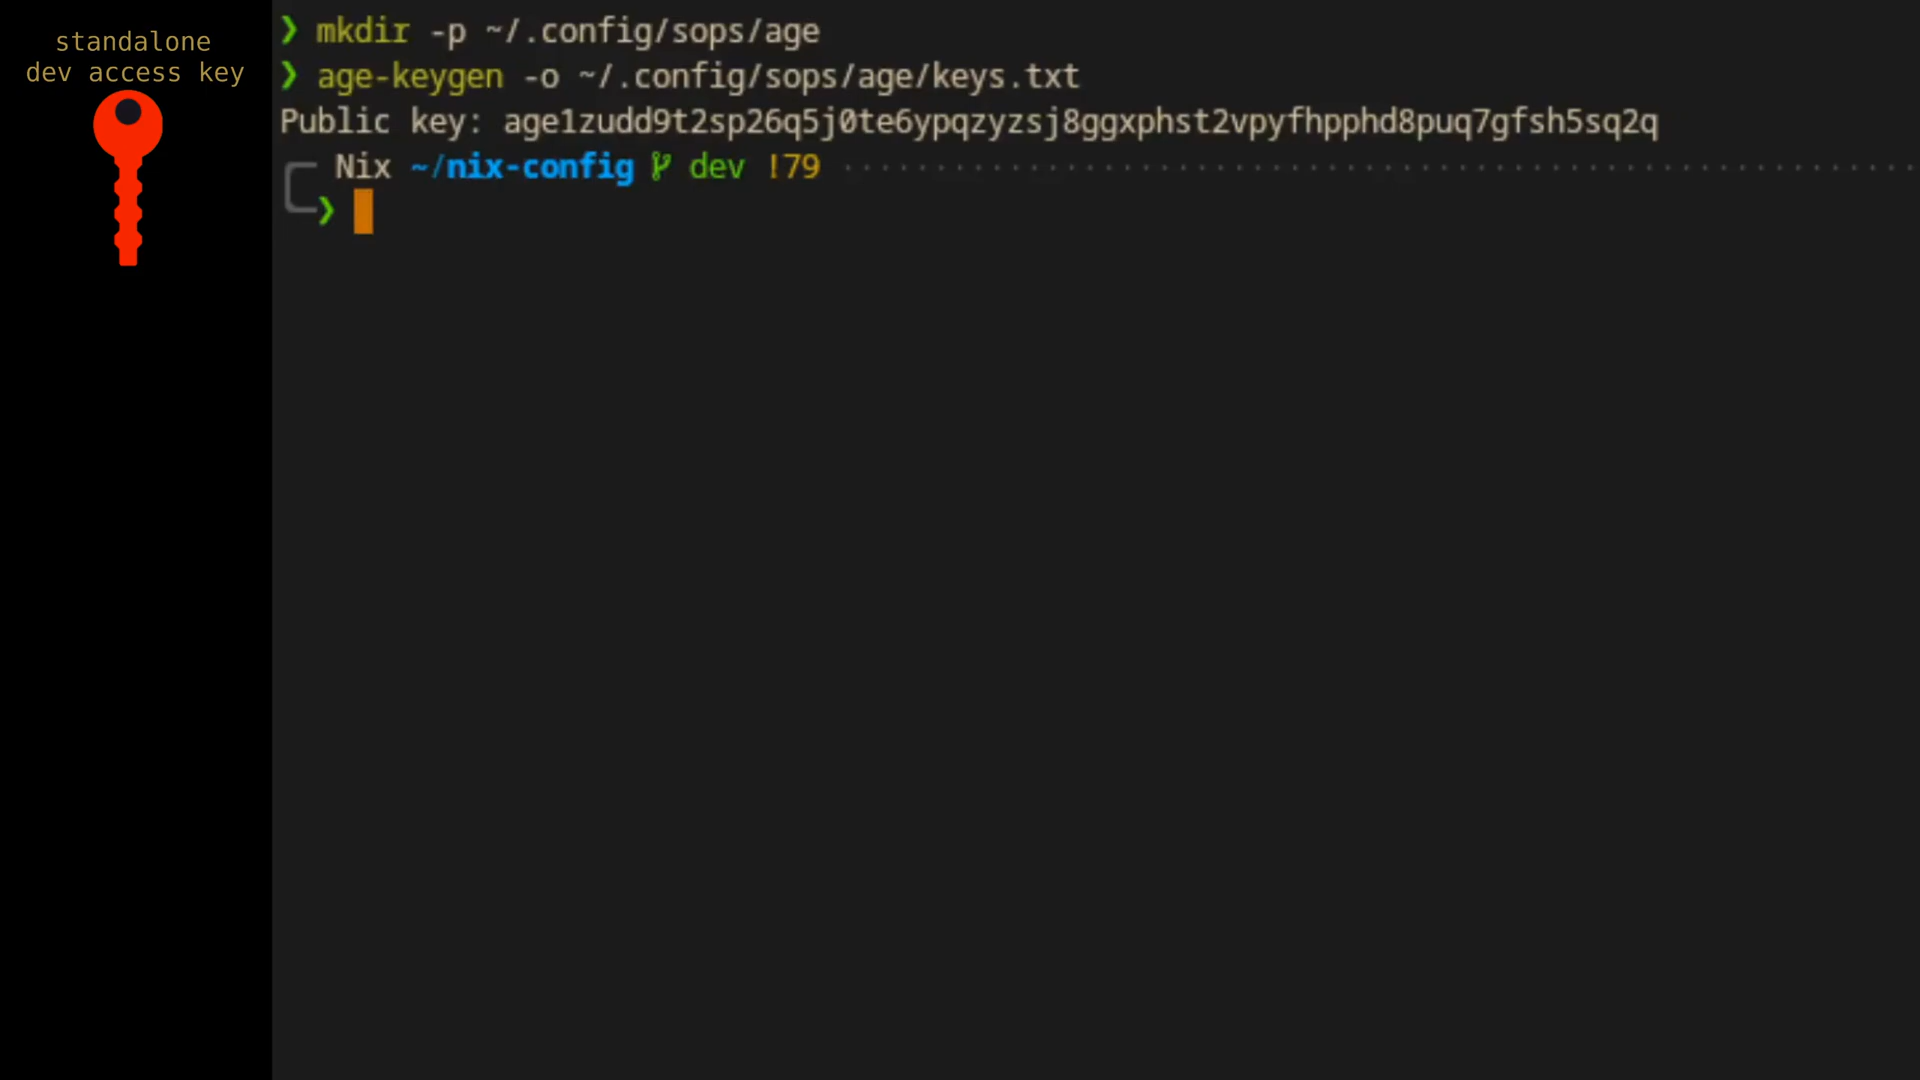 standalone
dev access key
❯ mkdir -p ~/.config/sops/age
❯ age-keygen -o ~/.config/sops/age/keys.txt
Public key: age1zudd9t2sp26q5j0te6ypqzyzsj8ggxphst2vpyfhpphd8puq7gfsh5sq2q
Nix ~/nix-config dev !79
❯